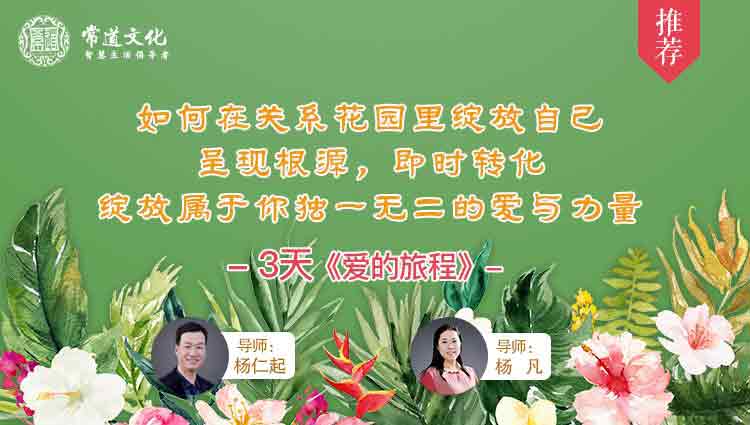 常道文化
智慧生活倡导者
推荐
如何在关系花园里绽放自己
呈现根源，即时转化
绽放属于你独一无二的爱与力量
- 3天《爱的旅程》-
导师：
杨仁起
导师：
杨 凡